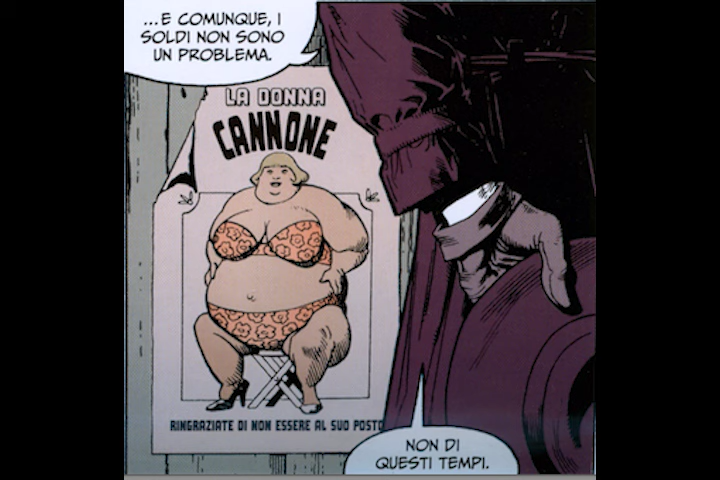 ...E COMUNQUE, I
SOLDI NON SONO
UN PROBLEMA.
LA DONNA
CANNONE
RINGRAZIATE DI NON ESSERE AL SUO POSTO
NON DI
QUESTI TEMPI.